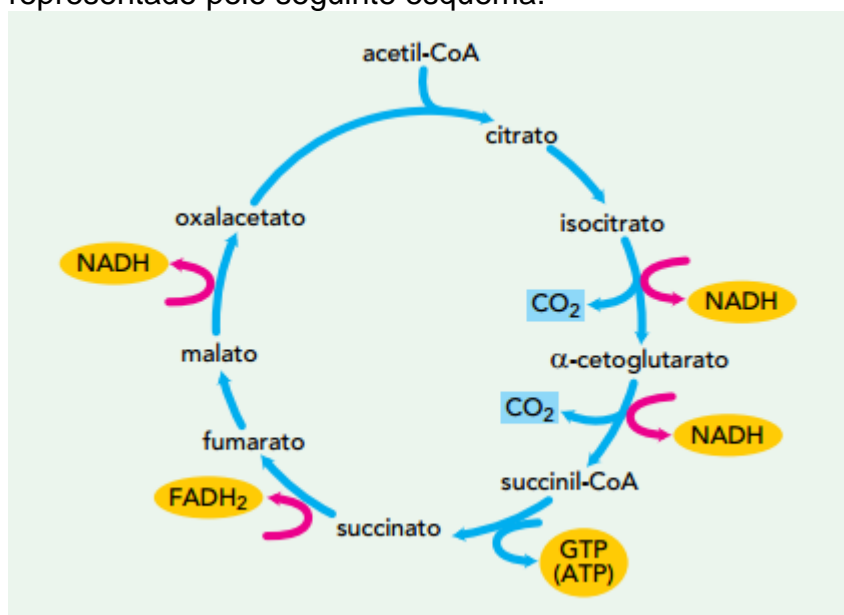 representado pelo seguinte esquema:
acetil-CoA
citrato
oxalacetato
isocitrato
NADH
CO2
NADH
malato
α-cetoglutarato
CO2
NADH
fumarato
succinil-CoA
FADH2
succinato
GTP
(ATP)